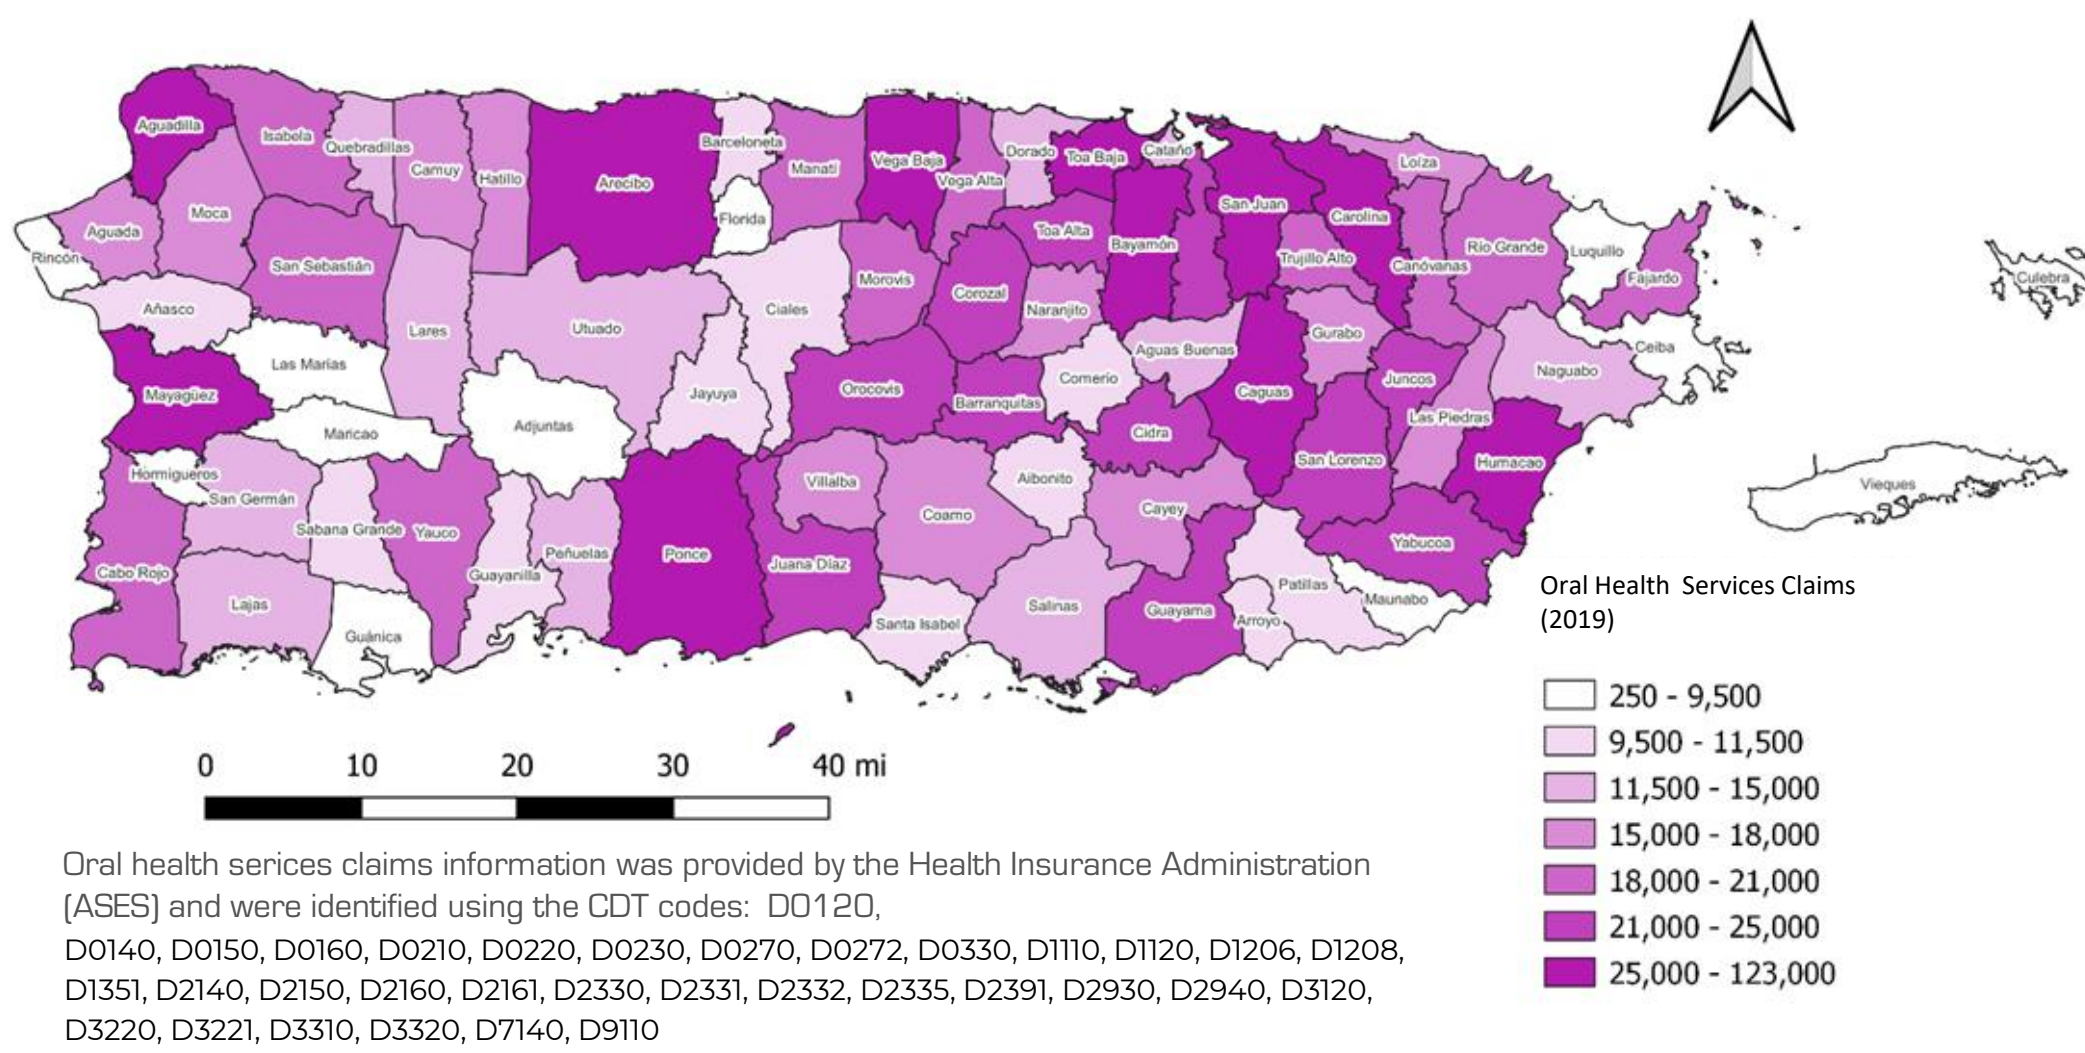 Aguadilla
Isabela
Quebradillas
Camuy
Hatillo
Arecibo
Barceloneta
Manatí
Vega Baja
Vega Alta
Dorado
Toa Baja
Cataño
Loíza
Aguada
Moca
Florida
San Juan
Carolina
Rincón
San Sebastián
Toa Alta
Bayamón
Trujillo Alto
Canóvanas
Río Grande
Luquillo
Fajardo
Culebra
Añasco
Lares
Utuado
Ciales
Morovis
Corozal
Naranjito
Aguas Buenas
Gurabo
Ceiba
Las Marías
Mayagüez
Jayuya
Orocovis
Barranquitas
Comerío
Caguas
Juncos
Las Piedras
Naguabo
Maricao
Adjuntas
Cidra
San Lorenzo
Humacao
Hormigueros
San Germán
Sabana Grande
Yauco
Villalba
Coamo
Aibonito
Cayey
Yabucoa
Vieques
Cabo Rojo
Lajas
Guánica
Guayanilla
Peñuelas
Ponce
Juana Díaz
Santa Isabel
Salinas
Guayama
Arroyo
Patillas
Maunabo
Oral Health Services Claims
(2019)
250 - 9,500
9,500 - 11,500
11,500 - 15,000
15,000 - 18,000
18,000 - 21,000
21,000 - 25,000
25,000 - 123,000
0 10 20 30 40 mi
Oral health serices claims information was provided by the Health Insurance Administration
(ASES) and were identified using the CDT codes: D0120,
D0140, D0150, D0160, D0210, D0220, D0230, D0270, D0272, D0330, D1110, D1120, D1206, D1208,
D1351, D2140, D2150, D2160, D2161, D2330, D2331, D2332, D2335, D2391, D2930, D2940, D3120,
D3220, D3221, D3310, D3320, D7140, D9110